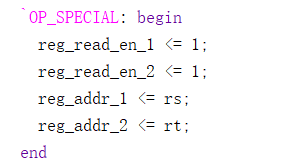 `OP_SPECIAL: begin
reg_read_en_1 <= 1;
reg_read_en_2 <= 1;
reg_addr_1 <= rs;
reg_addr_2 <= rt;
end